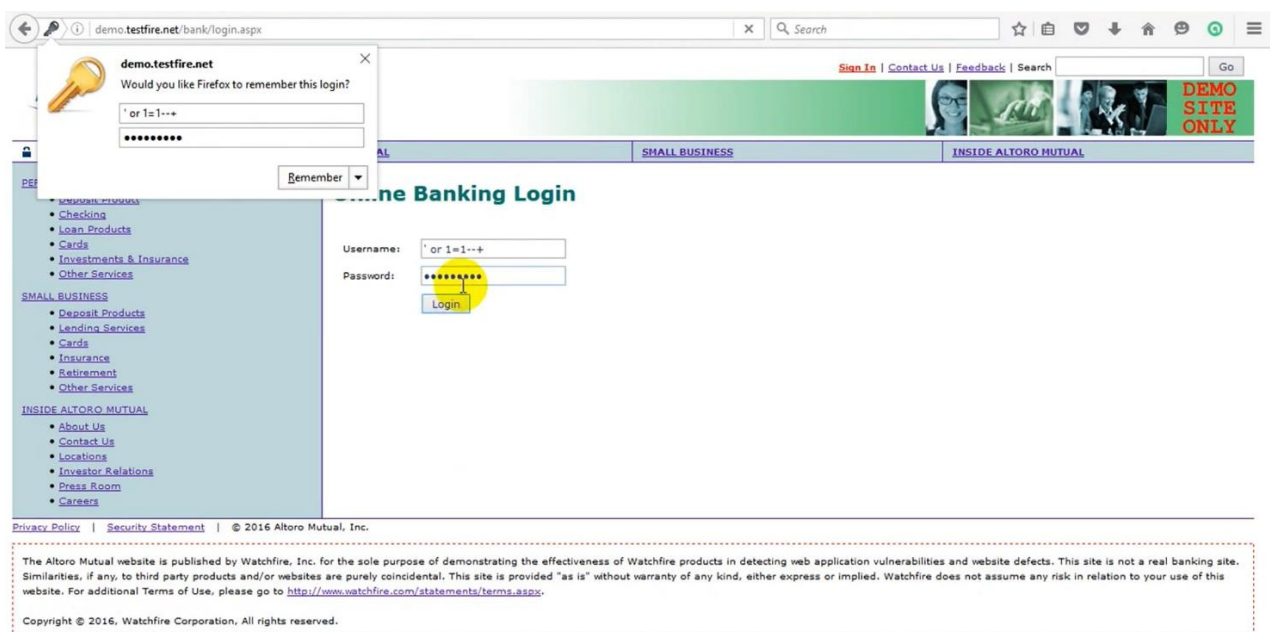 demo.testfire.net/bank/login.aspx
Search
demo.testfire.net
Would you like Firefox to remember this login?
' or 1=1--+
•••••••••
Remember
Sign In | Contact Us | Feedback | Search
Go
DEMO
SITE
ONLY
AL
SMALL BUSINESS
INSIDE ALTORO MUTUAL
Online Banking Login
Username:
' or 1=1--+
Password:
•••••••••
Login
• Deposit Product
• Checking
• Loan Products
• Cards
• Investments & Insurance
• Other Services
SMALL BUSINESS
• Deposit Products
• Lending Services
• Cards
• Insurance
• Retirement
• Other Services
INSIDE ALTORO MUTUAL
• About Us
• Contact Us
• Locations
• Investor Relations
• Press Room
• Careers
Privacy Policy | Security Statement | © 2016 Altoro Mutual, Inc.
The Altoro Mutual website is published by Watchfire, Inc. for the sole purpose of demonstrating the effectiveness of Watchfire products in detecting web application vulnerabilities and website defects. This site is not a real banking site.
Similarities, if any, to third party products and/or websites are purely coincidental. This site is provided "as is" without warranty of any kind, either express or implied. Watchfire does not assume any risk in relation to your use of this
website. For additional Terms of Use, please go to http://www.watchfire.com/statements/terms.aspx.
Copyright © 2016, Watchfire Corporation, All rights reserved.